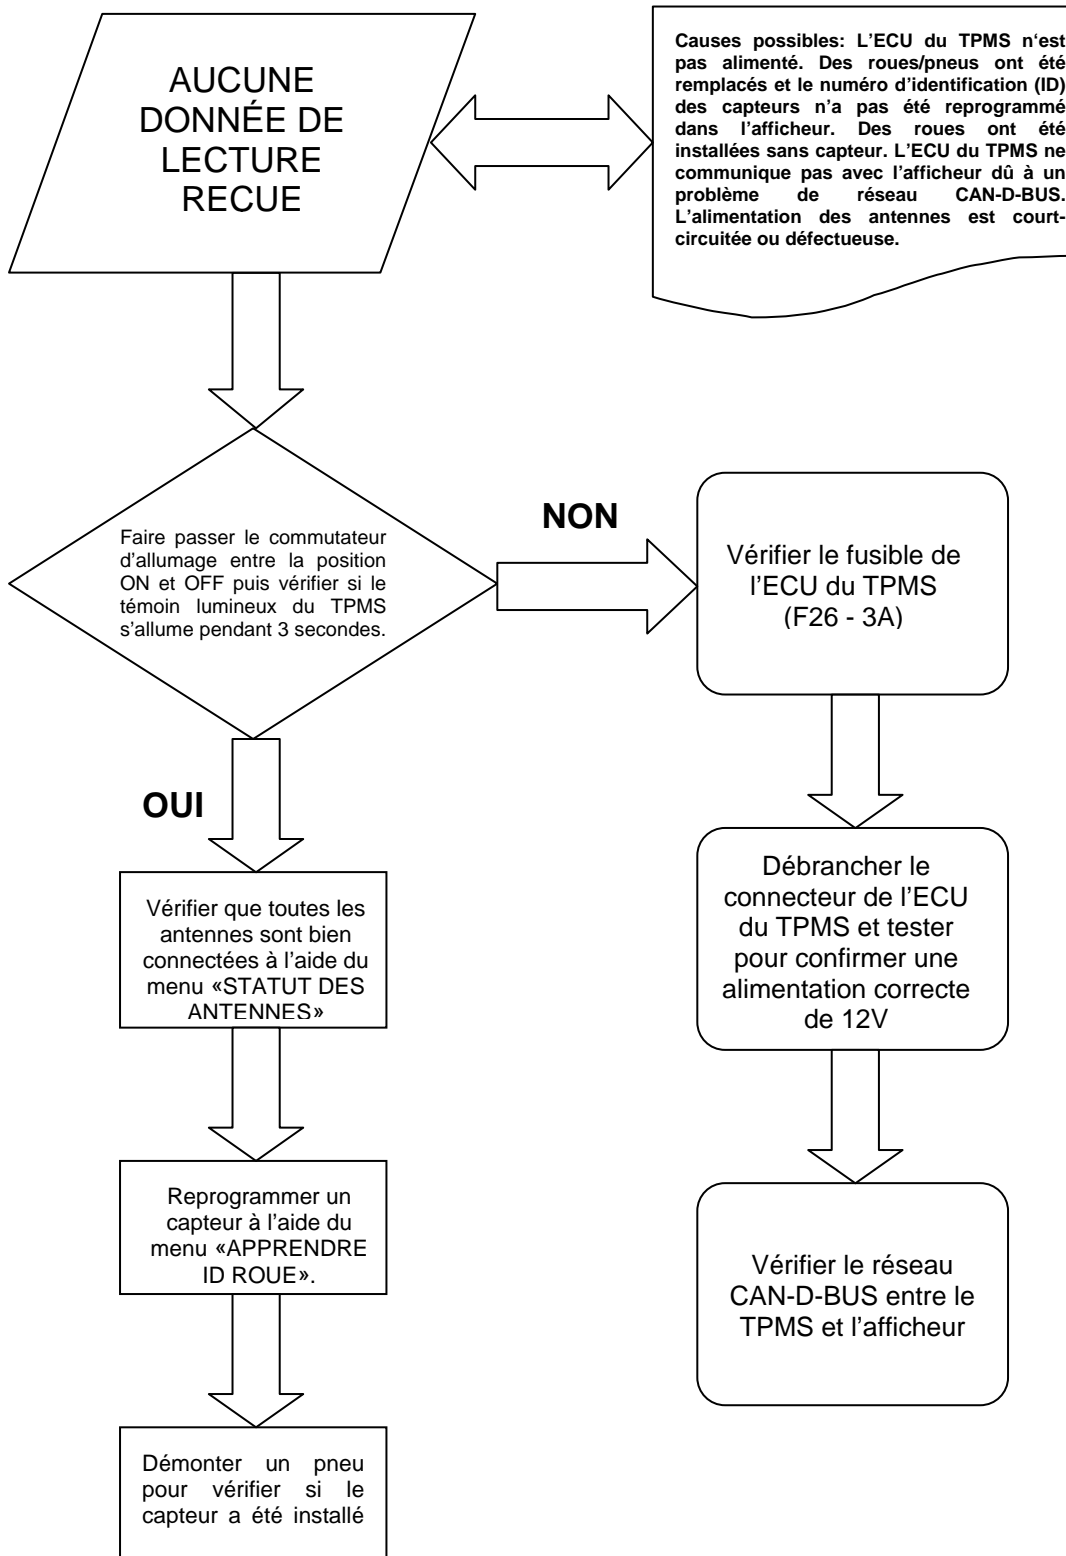 AUCUNE
DONNÉE DE
LECTURE
RECUE
Causes possibles: L’ECU du TPMS n‘est
pas alimenté. Des roues/pneus ont été
remplacés et le numéro d’identification (ID)
des capteurs n’a pas été reprogrammé
dans l’afficheur. Des roues ont été
installées sans capteur. L’ECU du TPMS ne
communique pas avec l’afficheur dû à un
problème de réseau CAN-D-BUS.
L’alimentation des antennes est court-
circuitée ou défectueuse.
Faire passer le commutateur
d’allumage entre la position
ON et OFF puis vérifier si le
témoin lumineux du TPMS
s’allume pendant 3 secondes.
NON
Vérifier le fusible de
l’ECU du TPMS
(F26 - 3A)
OUI
Vérifier que toutes les
antennes sont bien
connectées à l’aide du
menu «STATUT DES
ANTENNES»
Débrancher le
connecteur de l’ECU
du TPMS et tester
pour confirmer une
alimentation correcte
de 12V
Reprogrammer un
capteur à l’aide du
menu «APPRENDRE
ID ROUE».
Vérifier le réseau
CAN-D-BUS entre le
TPMS et l’afficheur
Démonter un pneu
pour vérifier si le
capteur a été installé